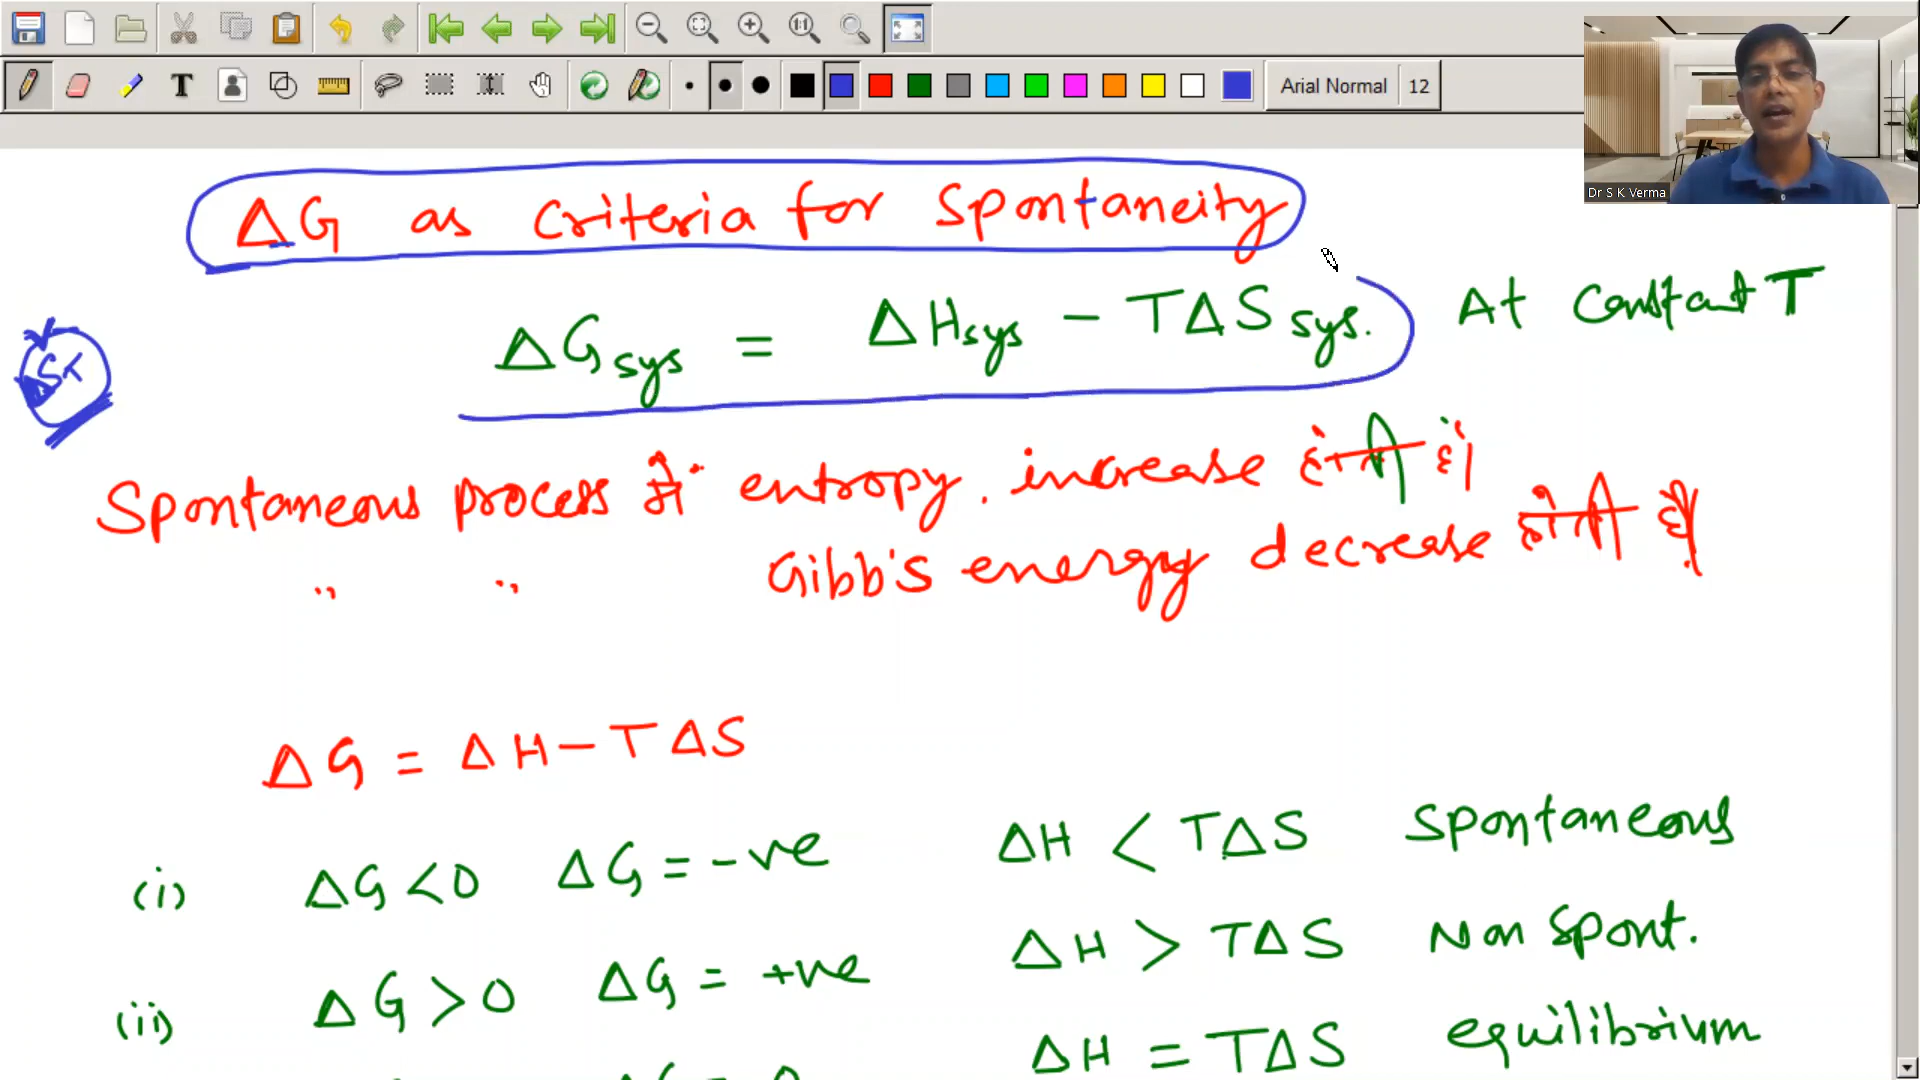 Arial Normal 12
Dr S K Verma
ΔG as criteria for spontaneity
ΔGsys = ΔHsys – TΔSsys. At constant T
SK
Spontaneous process में entropy. increase होती है
" " Gibb's energy decrease होती है
ΔG = ΔH – TΔS
(i) ΔG < 0 ΔG = -ve ΔH < TΔS spontaneous
(ii) ΔG > 0 ΔG = +ve ΔH > TΔS Non spont.
ΔH = TΔS equilibrium